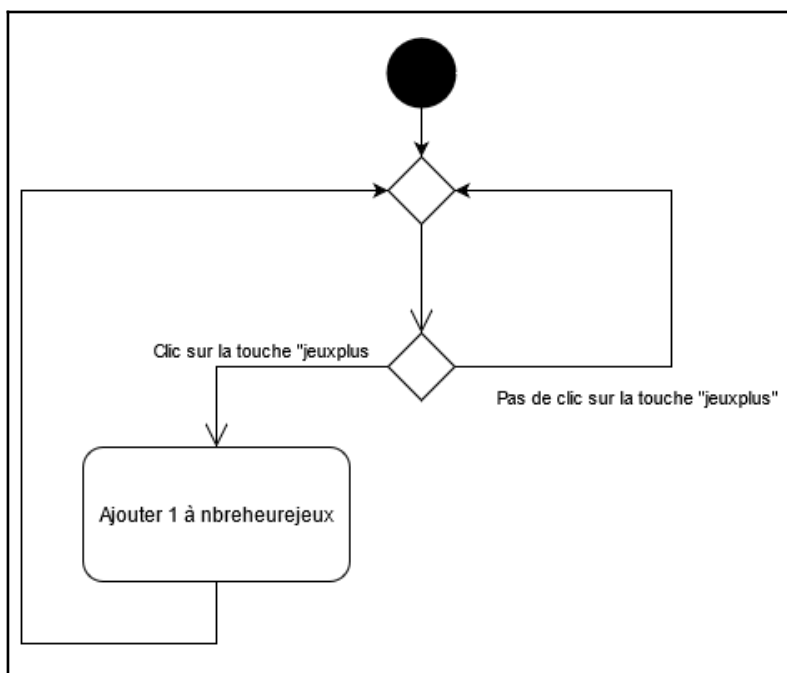 Clic sur la touche "jeuxplus
Pas de clic sur la touche "jeuxplus"
Ajouter 1 à nbreheurejeux